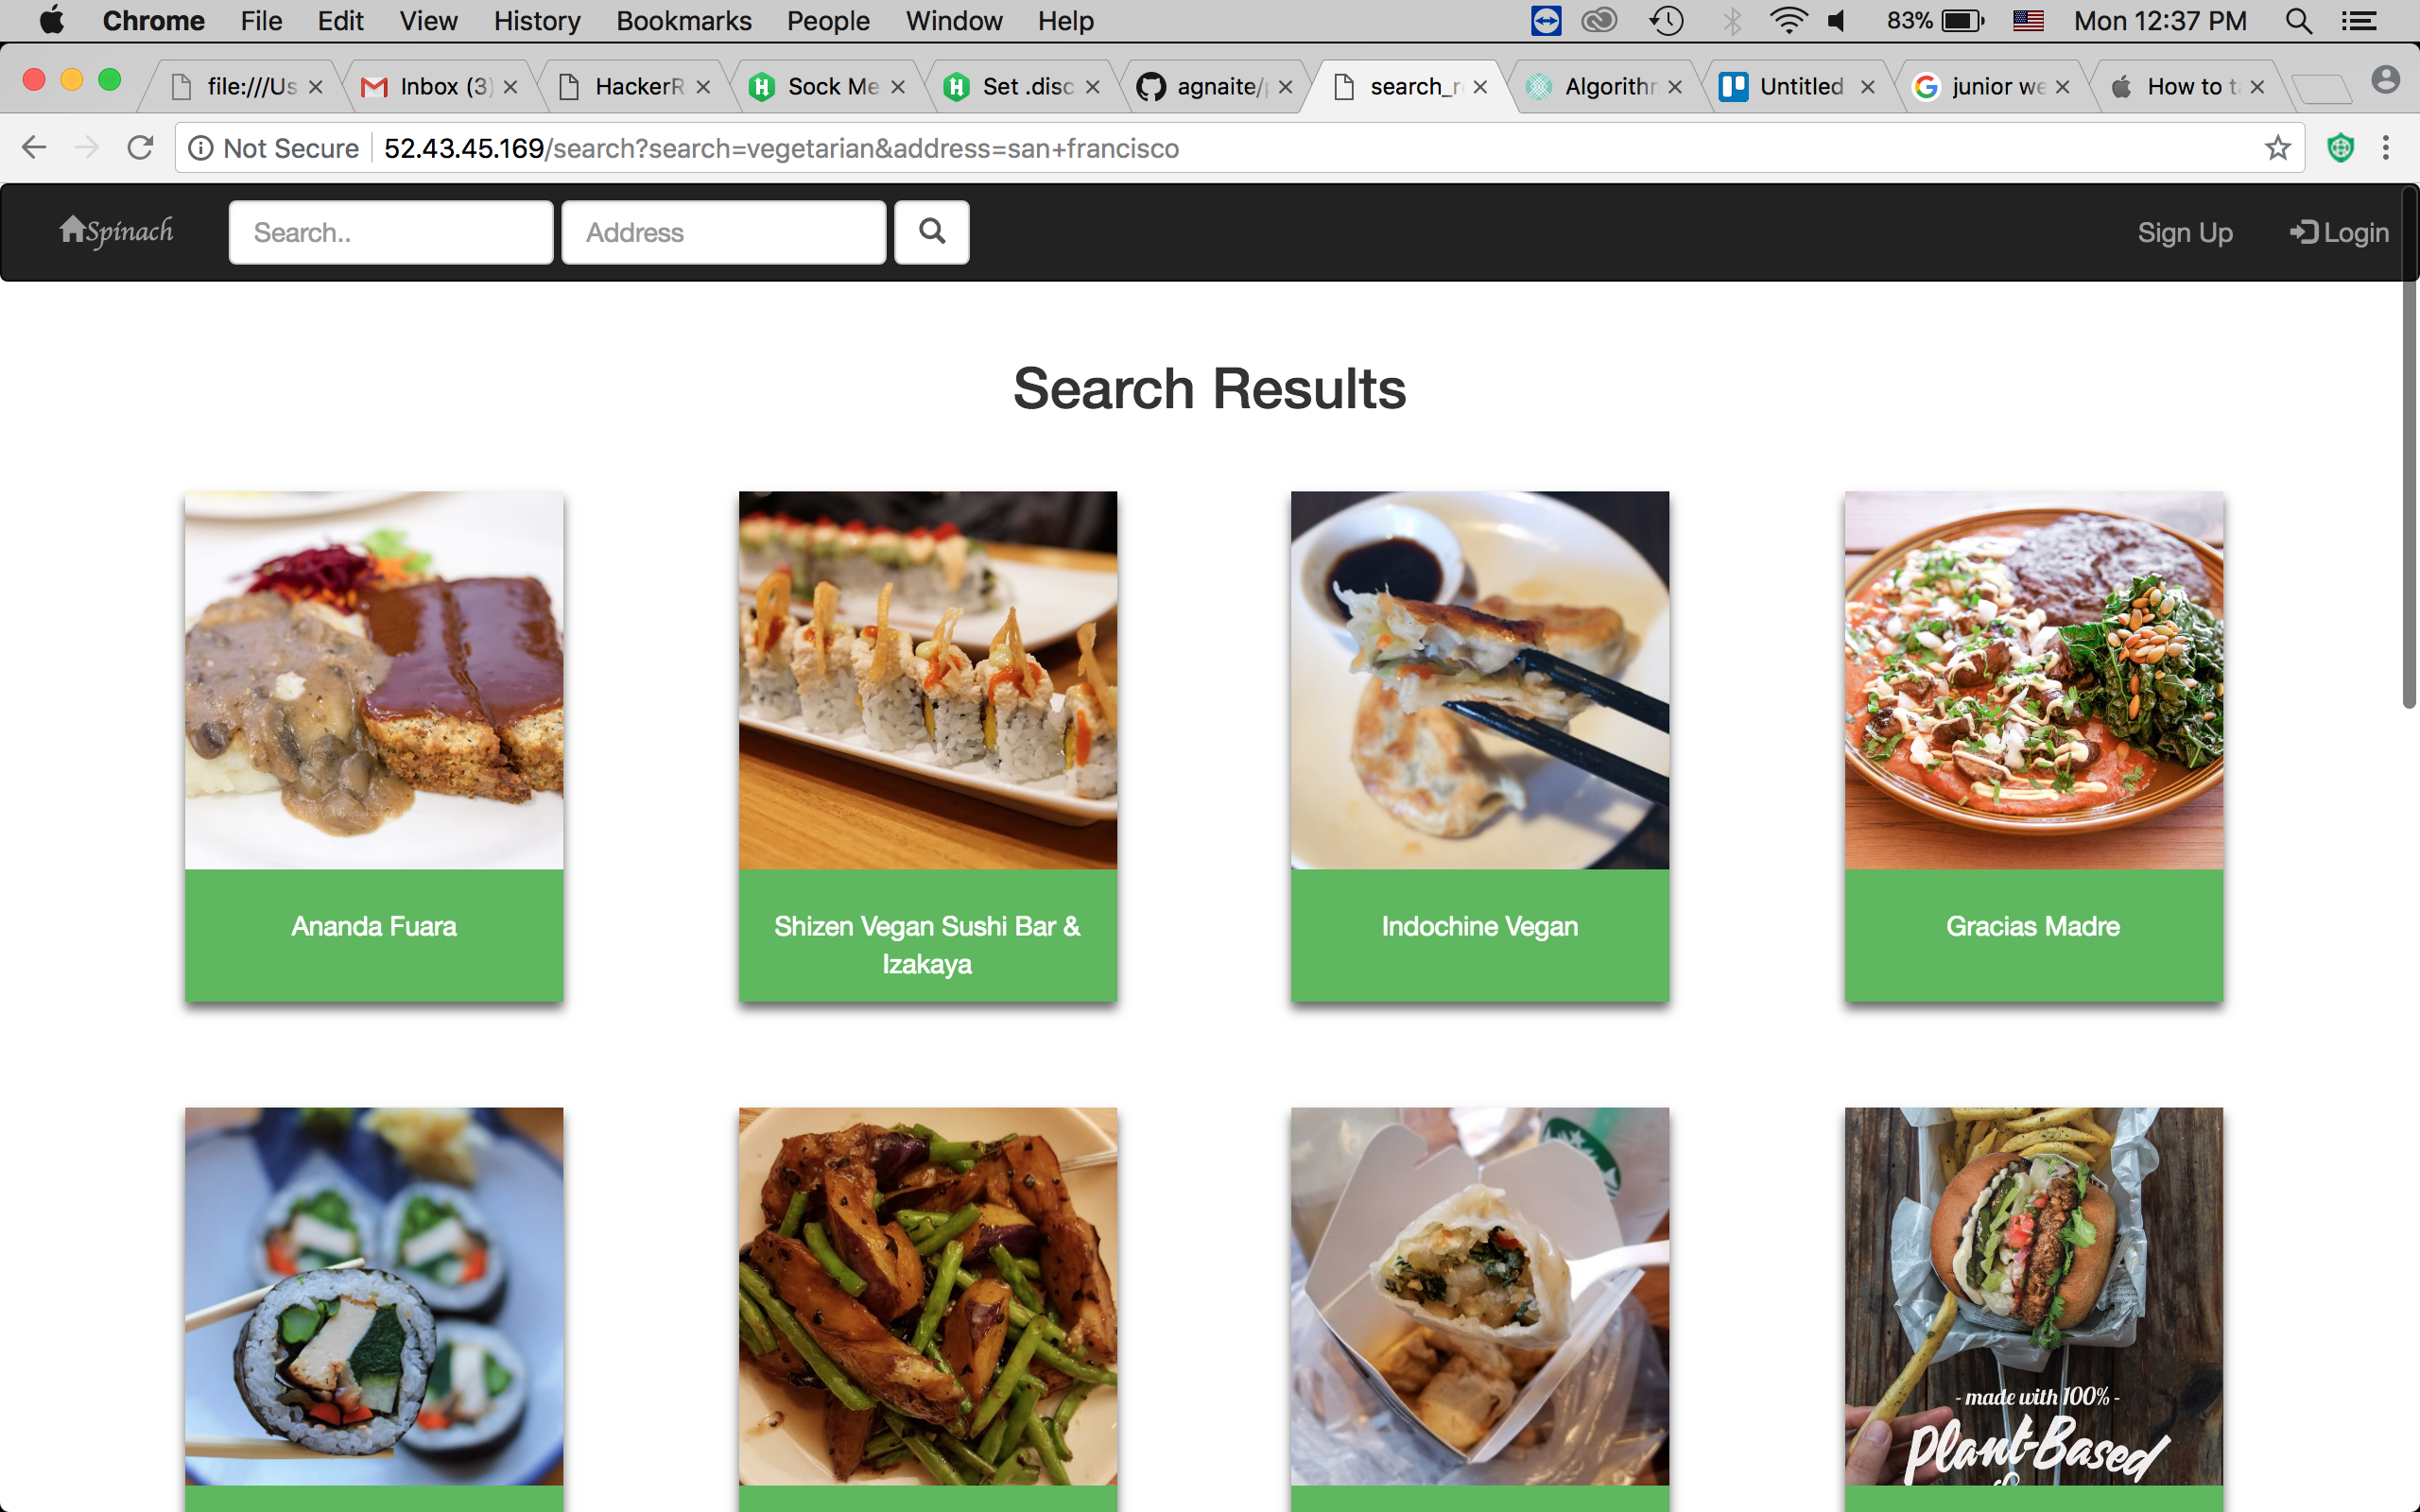 Chrome File Edit View History Bookmarks People Window Help 83% Mon 12:37 PM
file:///Us Inbox (3) HackerR Sock Me Set .disc agnaite/p search_r Algorithm Untitled junior we How to t
Not Secure 52.43.45.169/search?search=vegetarian&address=san+francisco
Spinach Search.. Address Sign Up Login
Search Results
Ananda Fuara
Shizen Vegan Sushi Bar &
Izakaya
Indochine Vegan
Gracias Madre
- made with 100% -
Plant-Based